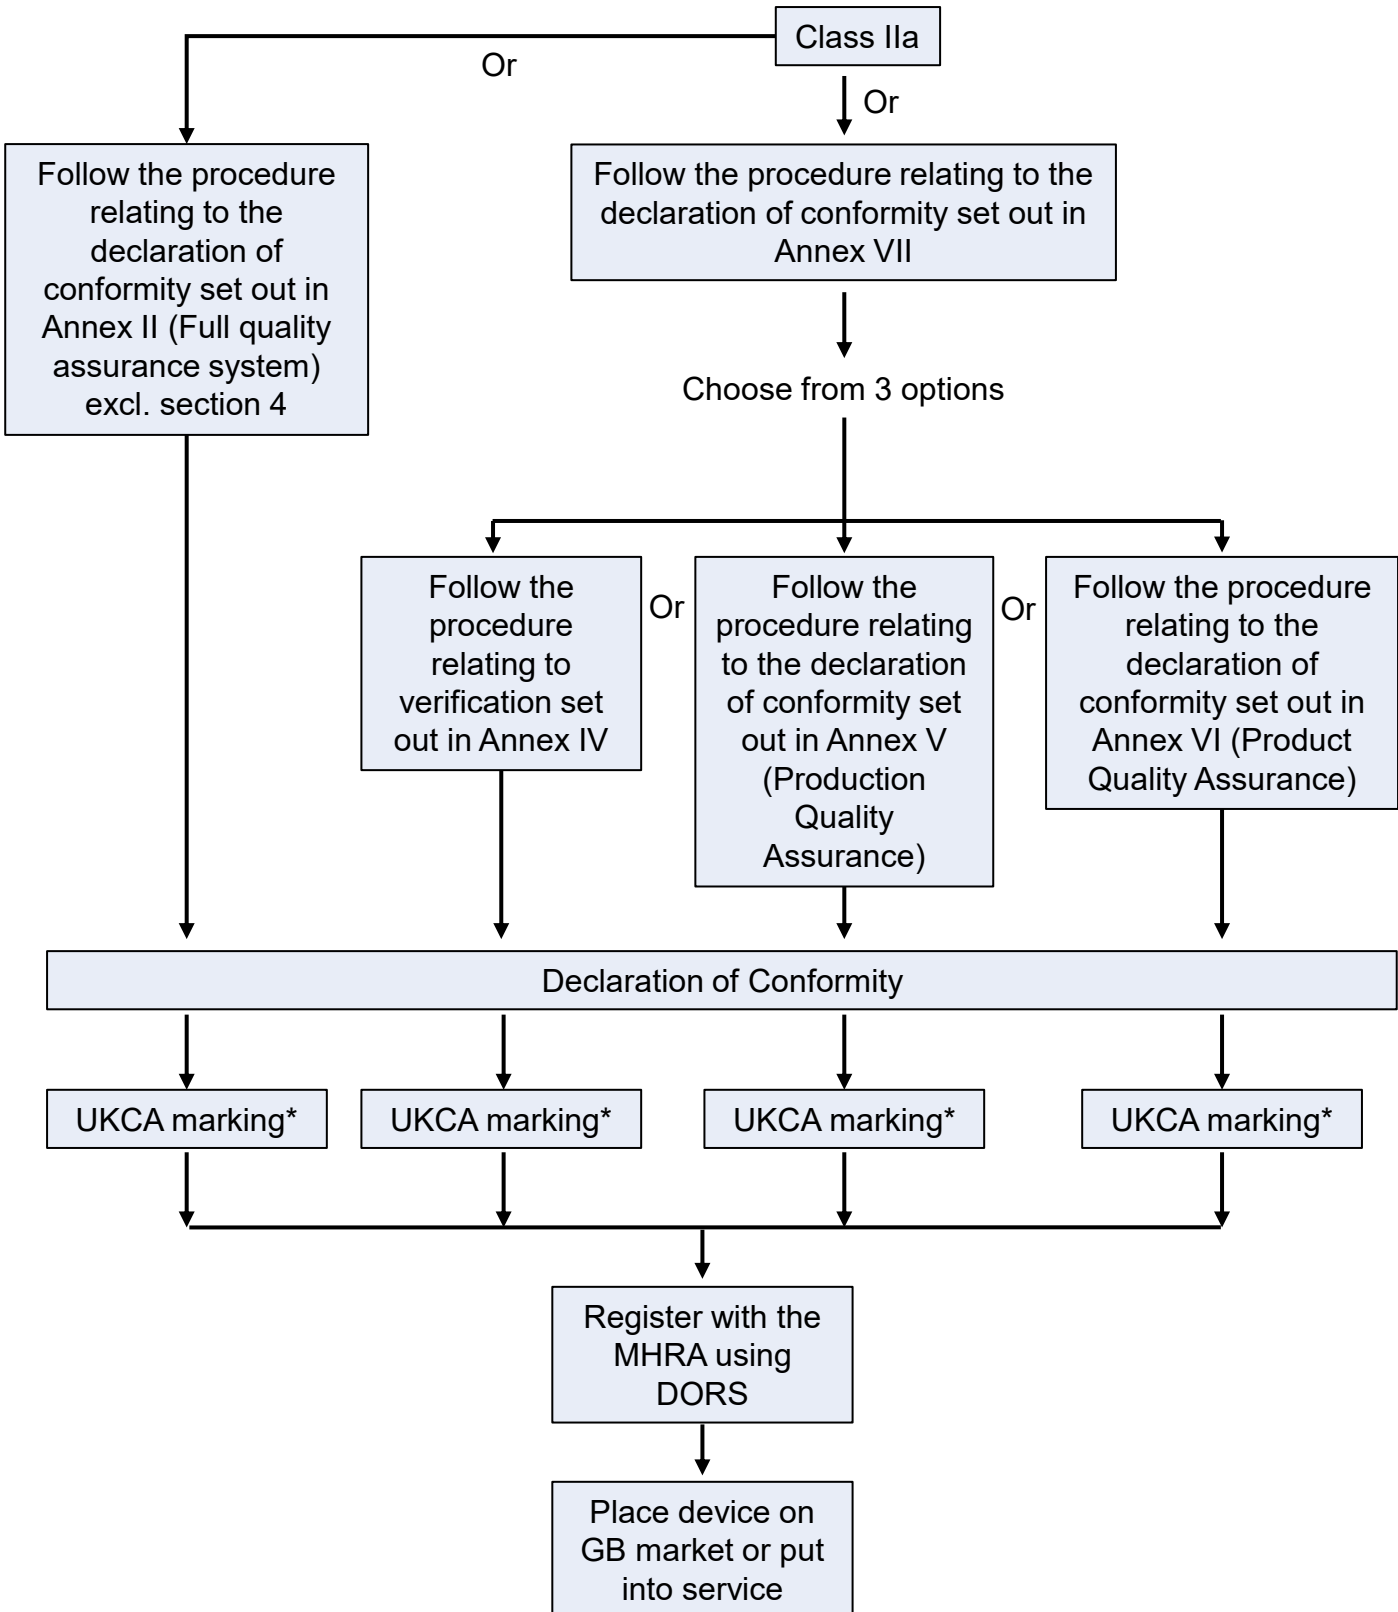 Class IIa
Or
Or
Follow the procedure
relating to the
declaration of
conformity set out in
Annex II (Full quality
assurance system)
excl. section 4
Follow the procedure relating to the
declaration of conformity set out in
Annex VII
Choose from 3 options
Follow the
procedure
relating to
verification set
out in Annex IV
Or
Follow the
procedure relating
to the declaration
of conformity set
out in Annex V
(Production
Quality
Assurance)
Or
Follow the procedure
relating to the
declaration of
conformity set out in
Annex VI (Product
Quality Assurance)
Declaration of Conformity
UKCA marking*
UKCA marking*
UKCA marking*
UKCA marking*
Register with the
MHRA using
DORS
Place device on
GB market or put
into service